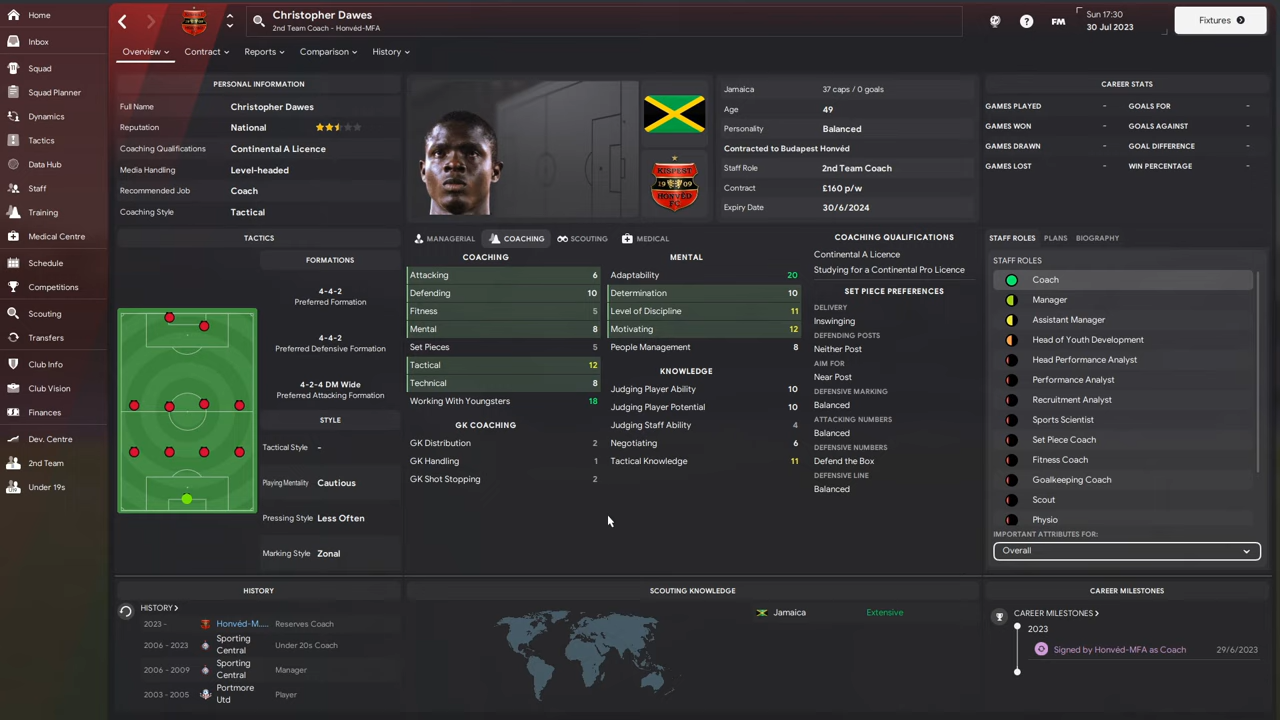 Home
Inbox
Squad
Squad Planner
Dynamics
Tactics
Data Hub
Staff
Training
Medical Centre
Schedule
Competitions
Scouting
Transfers
Club Info
Club Vision
Finances
Dev. Centre
2nd Team
Under 19s
Christopher Dawes
2nd Team Coach - Honvéd-MFA
FM
Sun 17:30
30 Jul 2023
Fixtures
Overview
Contract
Reports
Comparison
History
PERSONAL INFORMATION
Full Name Christopher Dawes
Reputation National
Coaching Qualifications Continental A Licence
Media Handling Level-headed
Recommended Job Coach
Coaching Style Tactical
KISPEST
19 09
HONVÉD
FC
Jamaica 37 caps / 0 goals
Age 49
Personality Balanced
Contracted to Budapest Honvéd
Staff Role 2nd Team Coach
Contract £160 p/w
Expiry Date 30/6/2024
CAREER STATS
GAMES PLAYED - GOALS FOR -
GAMES WON - GOALS AGAINST -
GAMES DRAWN - GOAL DIFFERENCE -
GAMES LOST - WIN PERCENTAGE -
TACTICS
FORMATIONS
4-4-2
Preferred Formation
4-4-2
Preferred Defensive Formation
4-2-4 DM Wide
Preferred Attacking Formation
STYLE
Tactical Style -
Playing Mentality Cautious
Pressing Style Less Often
Marking Style Zonal
MANAGERIAL
COACHING
SCOUTING
MEDICAL
COACHING
Attacking 6
Defending 10
Fitness 5
Mental 8
Set Pieces 5
Tactical 12
Technical 8
Working With Youngsters 18
GK COACHING
GK Distribution 2
GK Handling 1
GK Shot Stopping 2
MENTAL
Adaptability 20
Determination 10
Level of Discipline 11
Motivating 12
People Management 8
KNOWLEDGE
Judging Player Ability 10
Judging Player Potential 10
Judging Staff Ability 4
Negotiating 6
Tactical Knowledge 11
COACHING QUALIFICATIONS
Continental A Licence
Studying for a Continental Pro Licence
SET PIECE PREFERENCES
DELIVERY
Inswinging
DEFENDING POSTS
Neither Post
AIM FOR
Near Post
DEFENSIVE MARKING
Balanced
ATTACKING NUMBERS
Balanced
DEFENSIVE NUMBERS
Defend the Box
DEFENSIVE LINE
Balanced
STAFF ROLES
PLANS
BIOGRAPHY
STAFF ROLES
Coach
Manager
Assistant Manager
Head of Youth Development
Head Performance Analyst
Performance Analyst
Recruitment Analyst
Sports Scientist
Set Piece Coach
Fitness Coach
Goalkeeping Coach
Scout
Physio
IMPORTANT ATTRIBUTES FOR:
Overall
HISTORY
HISTORY
2023 - Honvéd-M.... Reserves Coach
2006 - 2023 Sporting Central Under 20s Coach
2006 - 2009 Sporting Central Manager
2003 - 2005 Portmore Utd Player
SCOUTING KNOWLEDGE
Jamaica Extensive
CAREER MILESTONES
CAREER MILESTONES
2023
Signed by Honvéd-MFA as Coach 29/6/2023